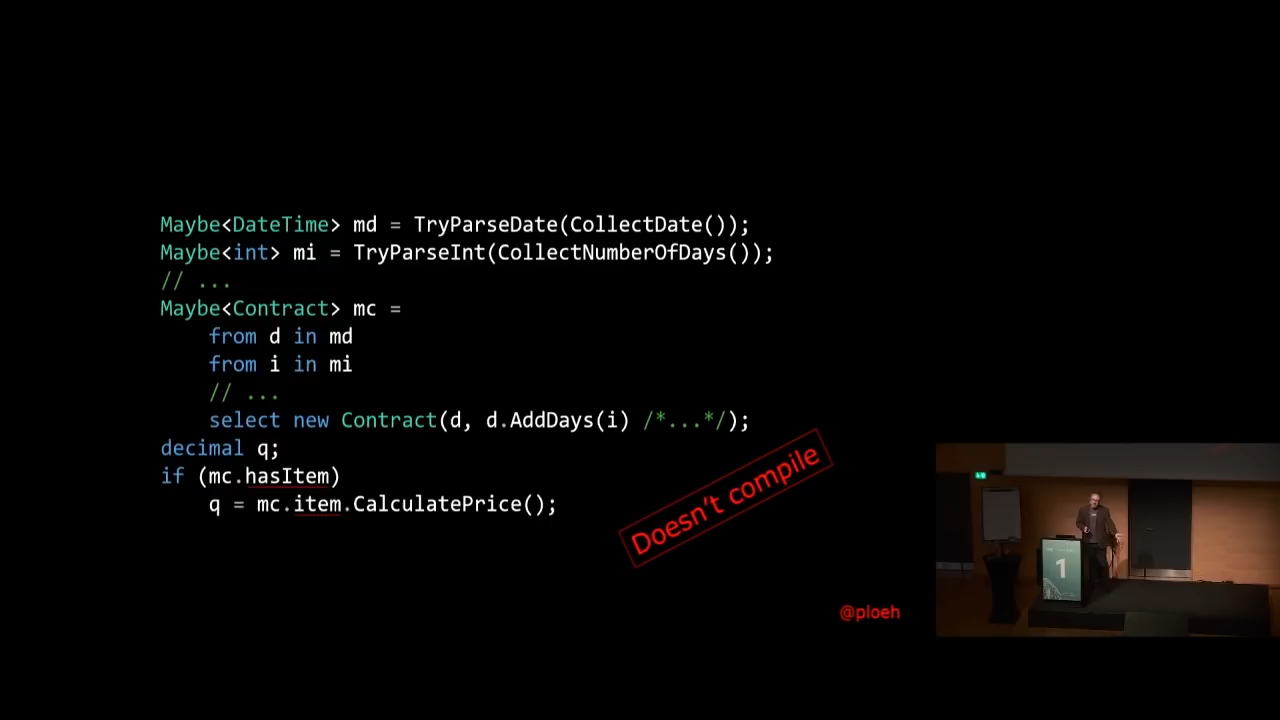 Maybe<DateTime> md = TryParseDate(CollectDate());
Maybe<int> mi = TryParseInt(CollectNumberOfDays());
// ...
Maybe<Contract> mc =
    from d in md
    from i in mi
    // ...
    select new Contract(d, d.AddDays(i) /*...*/);
decimal q;
if (mc.hasItem)
    q = mc.item.CalculatePrice();
Doesn't compile
1
@ploeh